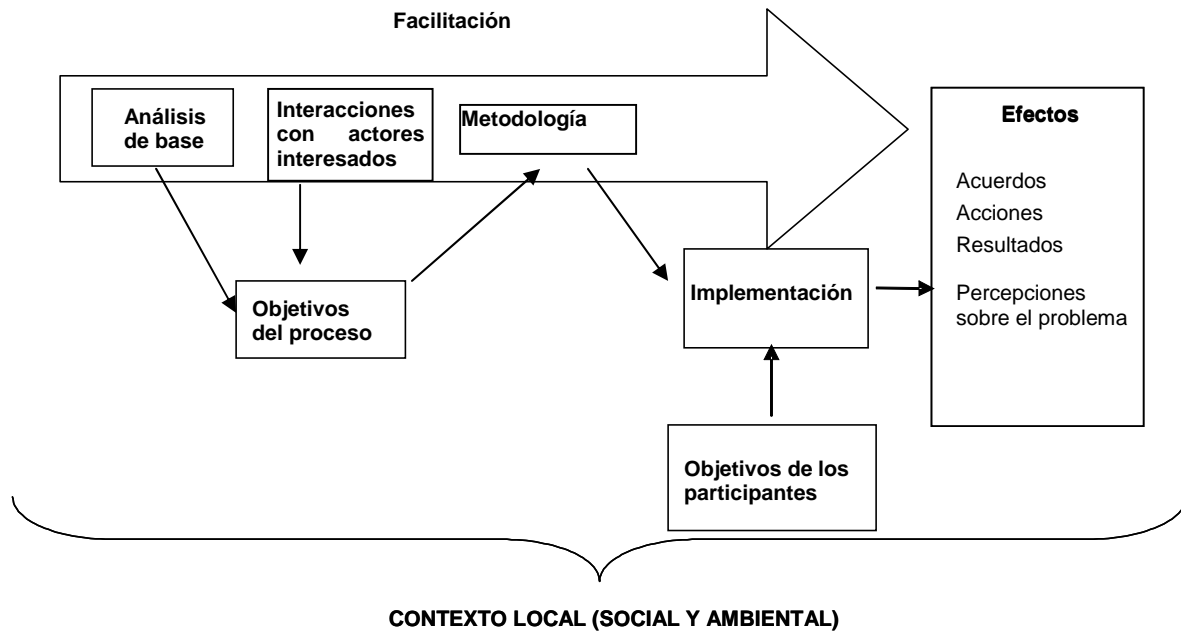 Facilitación
Análisis
de base
Interacciones
con actores
interesados
Metodología
Efectos
Acuerdos
Acciones
Resultados
Percepciones
sobre el problema
Objetivos
del proceso
Implementación
Objetivos de los
participantes
CONTEXTO LOCAL (SOCIAL Y AMBIENTAL)